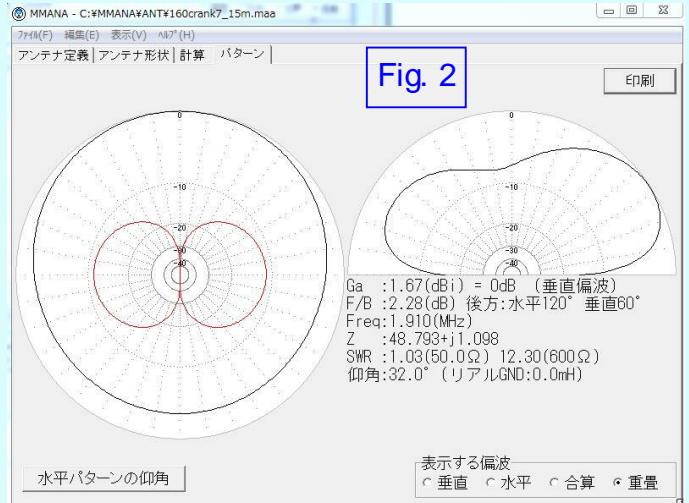 MMANA - C:¥MMANA¥ANT¥160crank7_15m.maa
ﾌｧｲﾙ(F) 編集(E) 表示(V) ﾍﾙﾌﾟ(H)
アンテナ定義 アンテナ形状 計算 パターン
Fig. 2
印刷
0
-10
-20
-30
-40
0
-10
-20
-30
-40
Ga :1.67(dBi) = 0dB (垂直偏波)
F/B :2.28(dB) 後方:水平120° 垂直60°
Freq:1.910(MHz)
Z :48.793+j1.098
SWR :1.03(50.0Ω) 12.30(600Ω)
仰角:32.0° (リアルGND:0.0mH)
水平パターンの仰角
表示する偏波
垂直 水平 合算 重畳